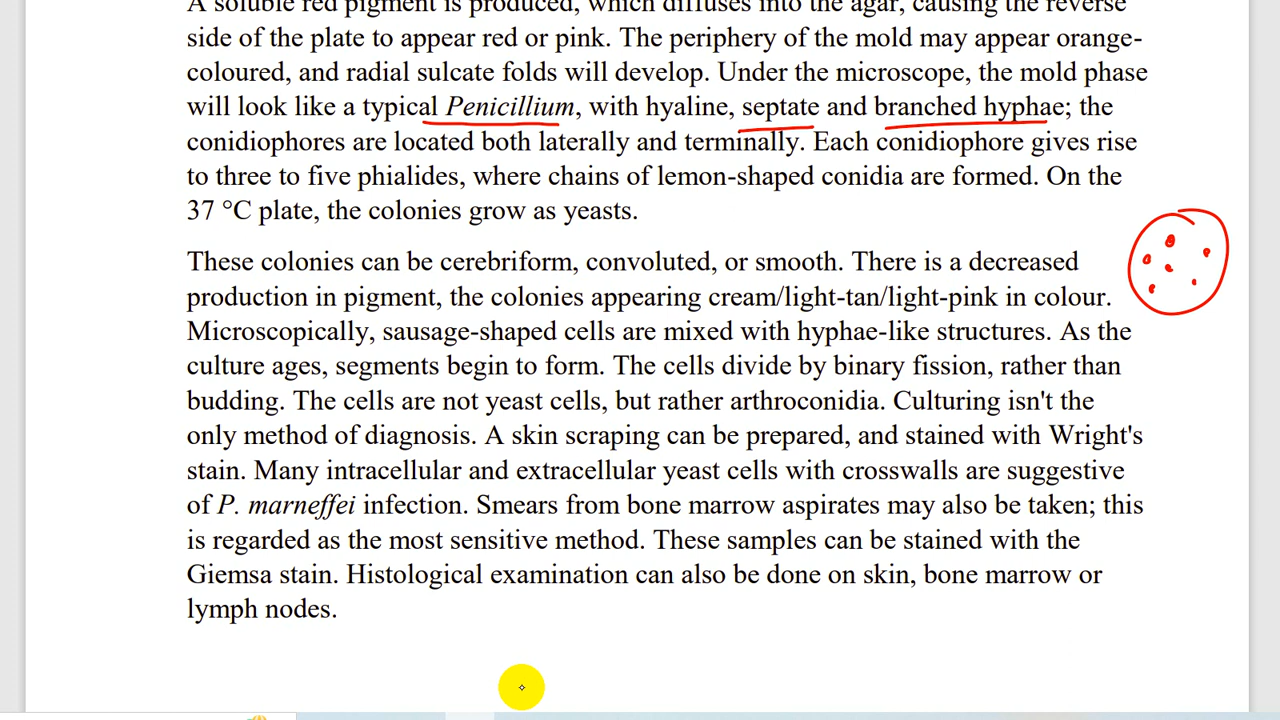 A soluble red pigment is produced, which diffuses into the agar, causing the reverse
side of the plate to appear red or pink. The periphery of the mold may appear orange-
coloured, and radial sulcate folds will develop. Under the microscope, the mold phase
will look like a typical Penicillium, with hyaline, septate and branched hyphae; the
conidiophores are located both laterally and terminally. Each conidiophore gives rise
to three to five phialides, where chains of lemon-shaped conidia are formed. On the
37 °C plate, the colonies grow as yeasts.
These colonies can be cerebriform, convoluted, or smooth. There is a decreased
production in pigment, the colonies appearing cream/light-tan/light-pink in colour.
Microscopically, sausage-shaped cells are mixed with hyphae-like structures. As the
culture ages, segments begin to form. The cells divide by binary fission, rather than
budding. The cells are not yeast cells, but rather arthroconidia. Culturing isn't the
only method of diagnosis. A skin scraping can be prepared, and stained with Wright's
stain. Many intracellular and extracellular yeast cells with crosswalls are suggestive
of P. marneffei infection. Smears from bone marrow aspirates may also be taken; this
is regarded as the most sensitive method. These samples can be stained with the
Giemsa stain. Histological examination can also be done on skin, bone marrow or
lymph nodes.